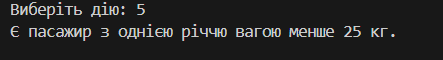 Виберіть дію: 5
Є пасажир з однією річчю вагою менше 25 кг.